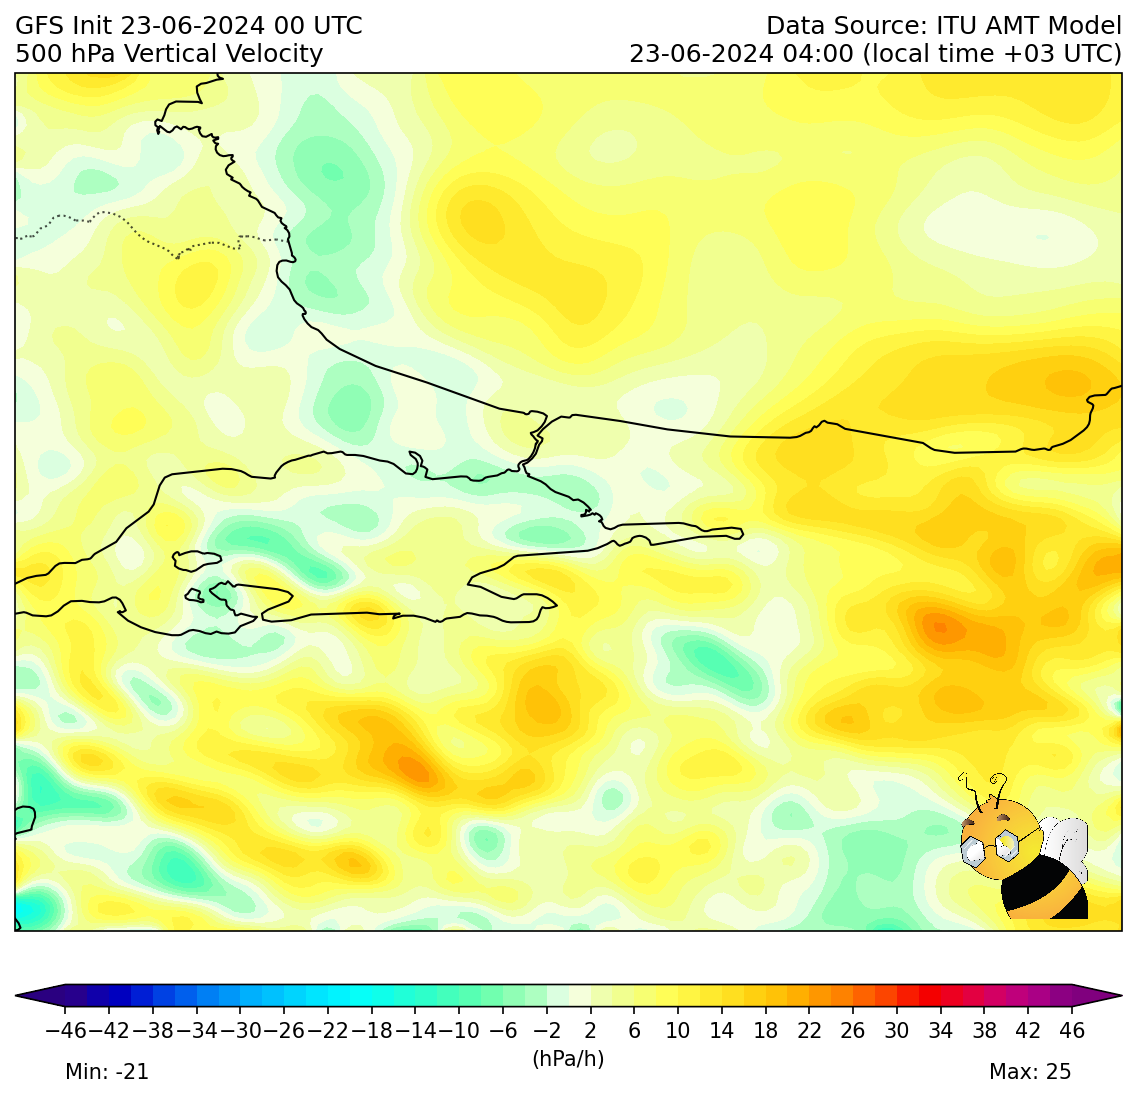 GFS Init 23-06-2024 00 UTC
Data Source: ITU AMT Model
500 hPa Vertical Velocity
23-06-2024 04:00 (local time +03 UTC)
−46 −42 −38 −34 −30 −26 −22 −18 −14 −10 −6 −2 2 6 10 14 18 22 26 30 34 38 42 46
(hPa/h)
Min: -21
Max: 25